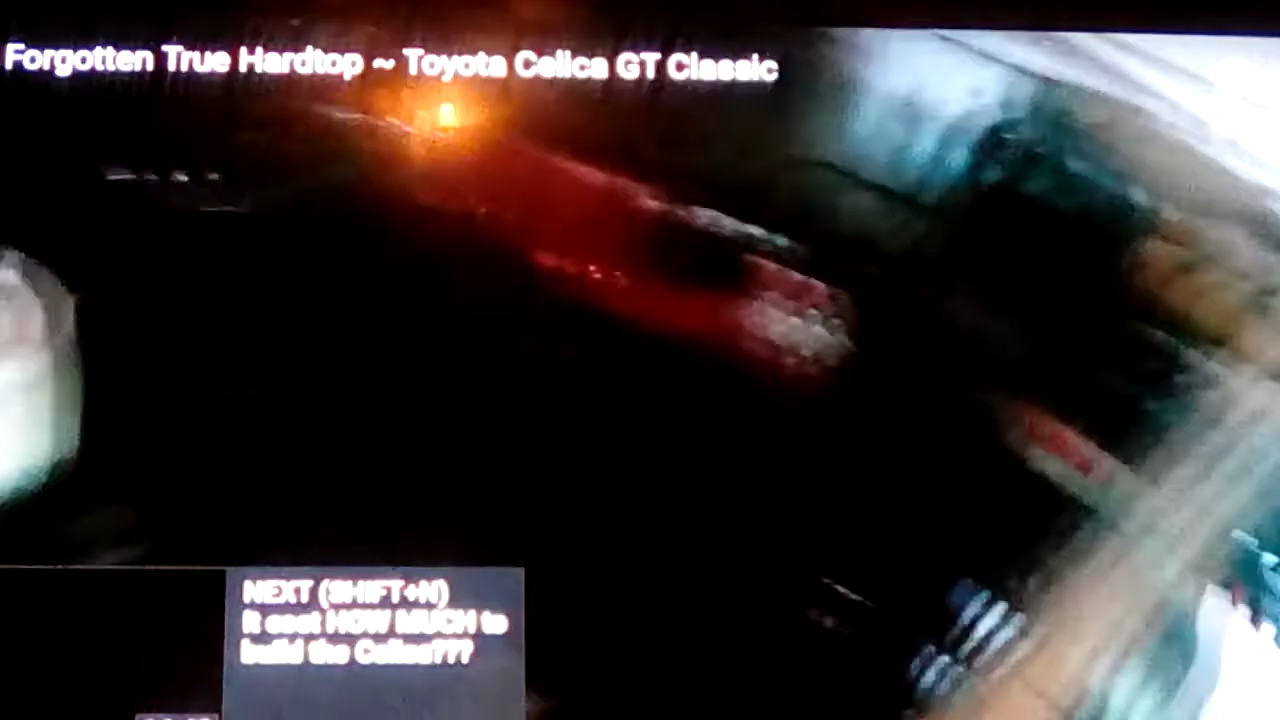 Forgotten True Hardtop ~ Toyota Celica GT Classic
NEXT (SHIFT+N)
It cost HOW MUCH to
build the Celica???